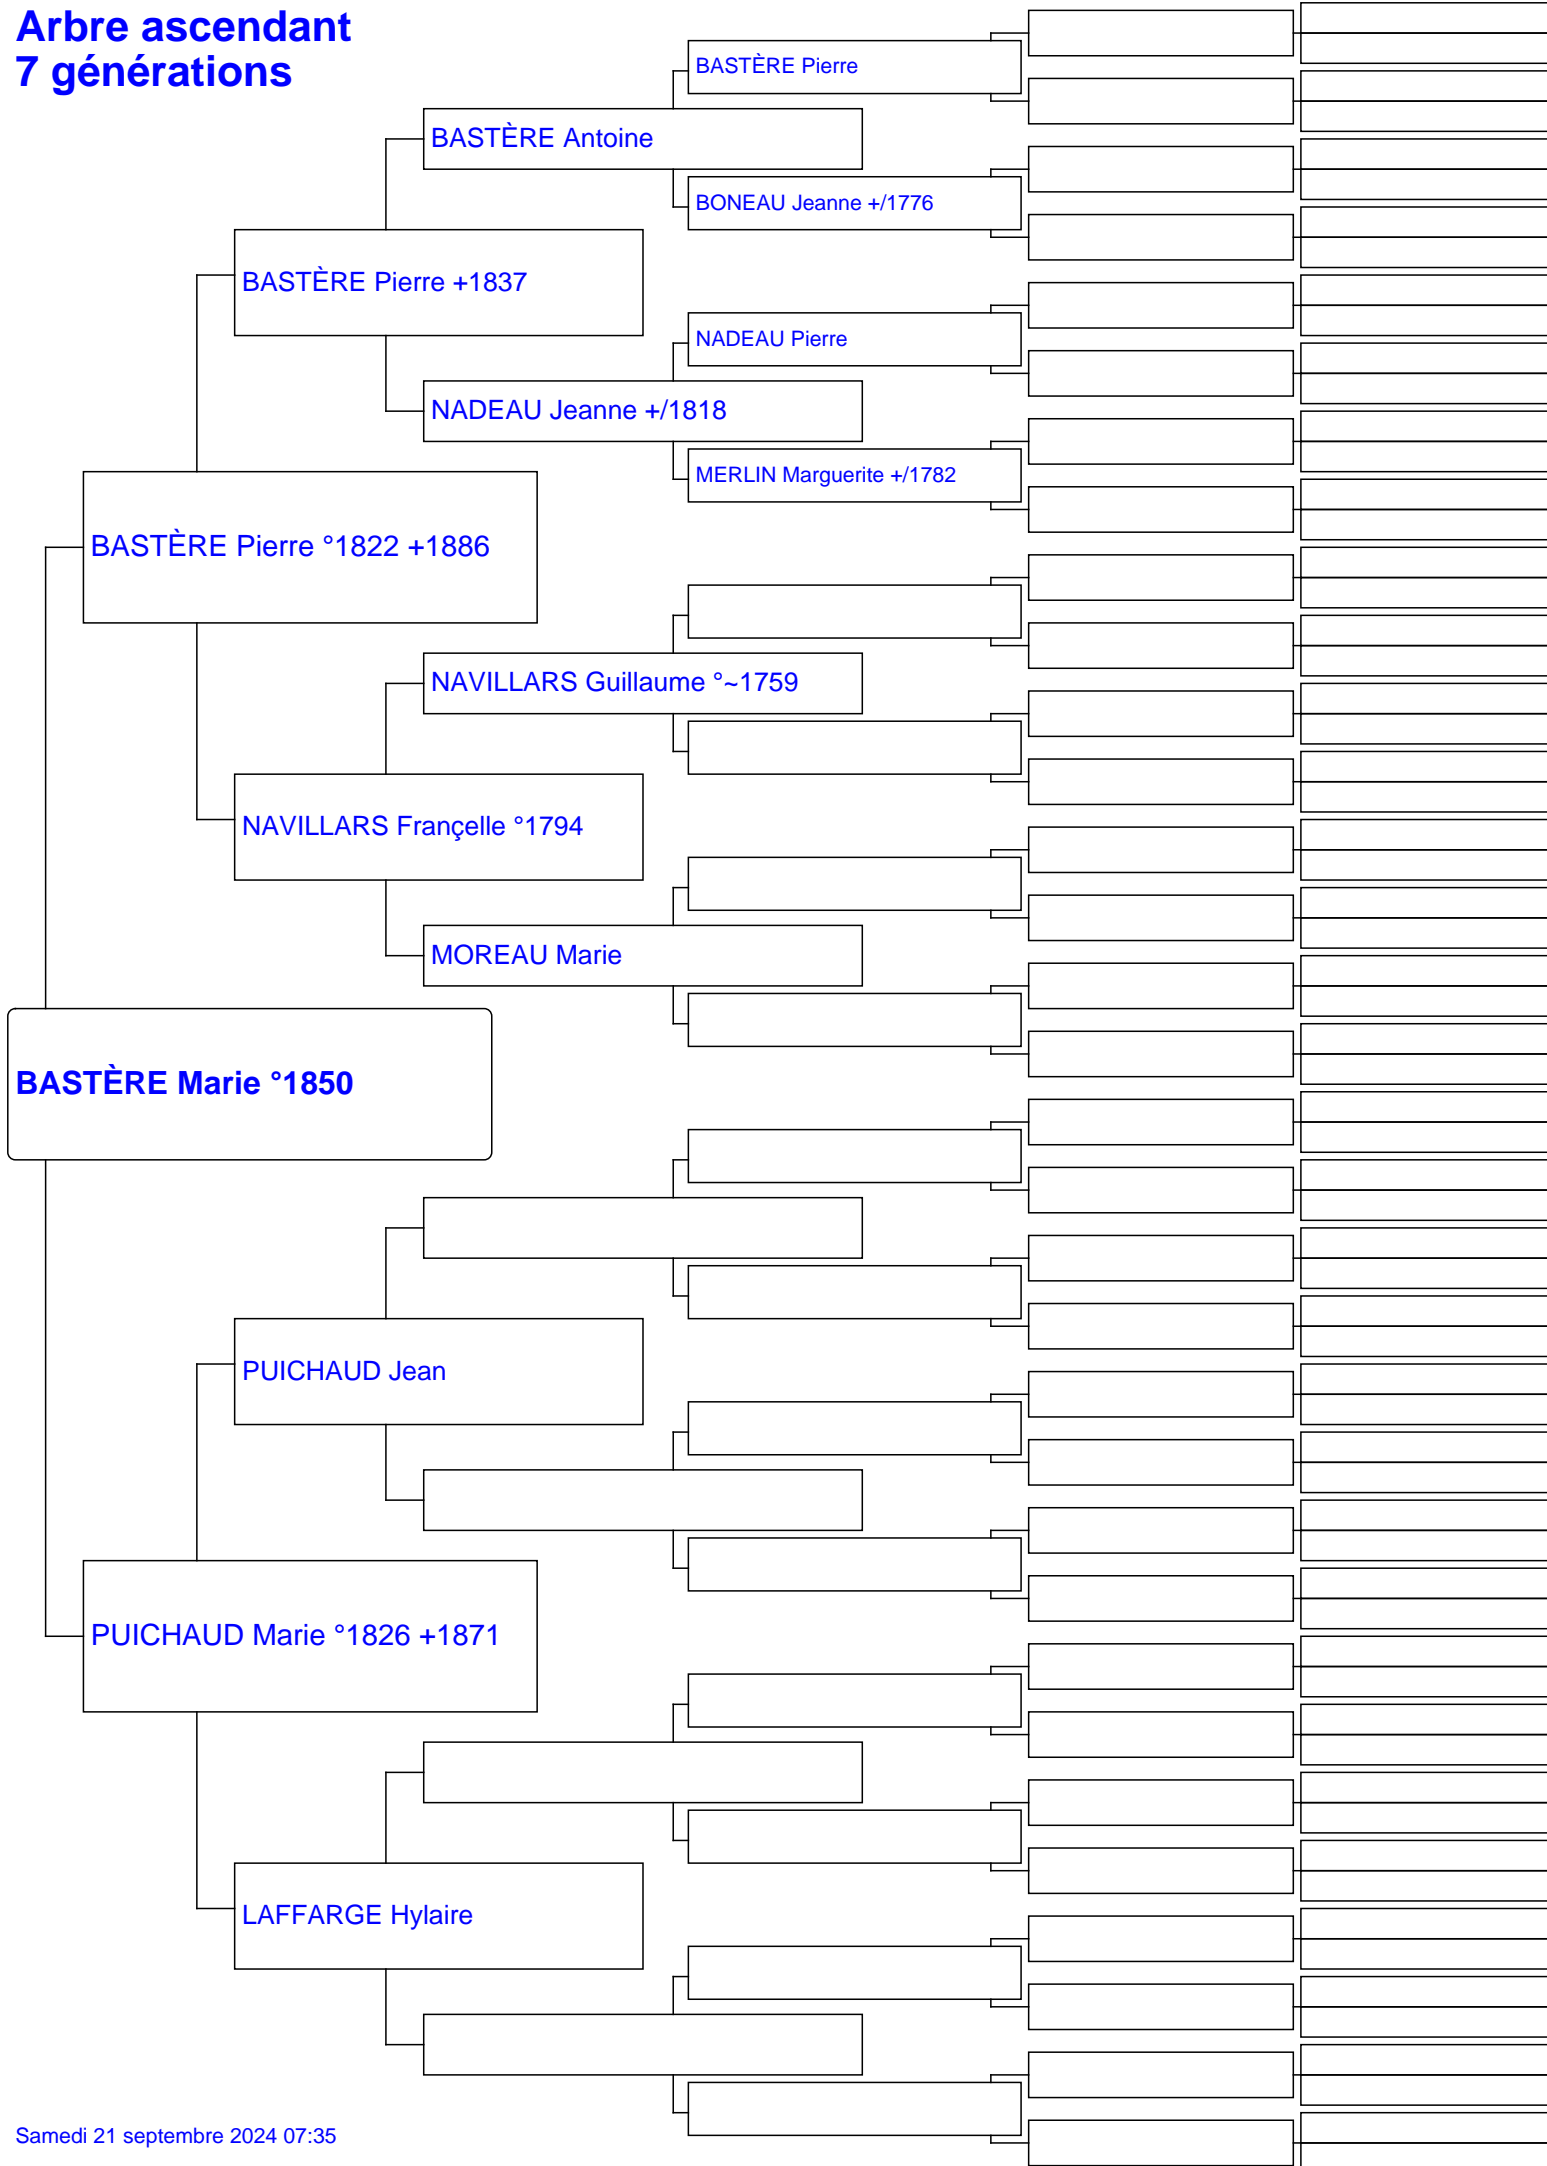 Arbre ascendant
7 générations
BASTÈRE Pierre
BASTÈRE Antoine
BONEAU Jeanne +/1776
BASTÈRE Pierre +1837
NADEAU Pierre
NADEAU Jeanne +/1818
MERLIN Marguerite +/1782
BASTÈRE Pierre °1822 +1886
NAVILLARS Guillaume °~1759
NAVILLARS Françelle °1794
MOREAU Marie
BASTÈRE Marie °1850
PUICHAUD Jean
PUICHAUD Marie °1826 +1871
LAFFARGE Hylaire
Samedi 21 septembre 2024 07:35